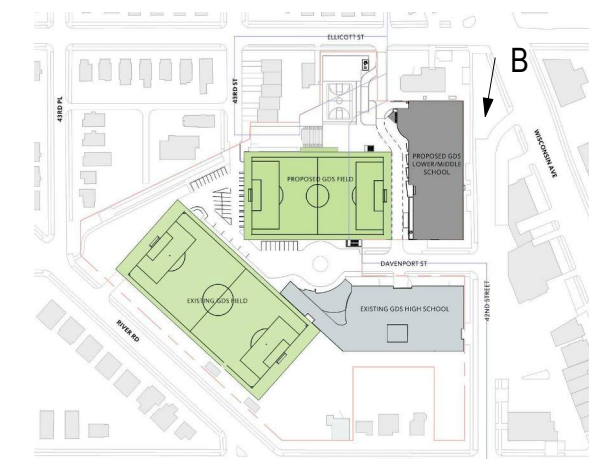 ELLICOTT ST
B
43RD PL
43RD ST
WISCONSIN AVE
PROPOSED GDS
LOWER/MIDDLE
SCHOOL
PROPOSED GDS FIELD
DAVENPORT ST
EXISTING GDS FIELD
EXISTING GDS HIGH SCHOOL
42ND STREET
RIVER RD